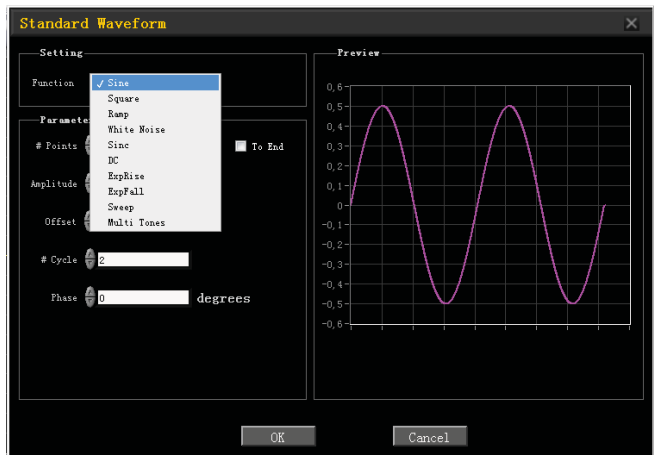 Standard Waveform
Setting
Function
✓ Sine
Square
Ramp
White Noise
Sinc
DC
ExpRise
ExpFall
Sweep
Multi Tones
Paramete
# Points
To End
Amplitude
Offset
# Cycle 2
Phase 0 degrees
Preview
0,6
0,5
0,4
0,3
0,2
0,1
0
-0,1
-0,2
-0,3
-0,4
-0,5
-0,6
OK
Cancel